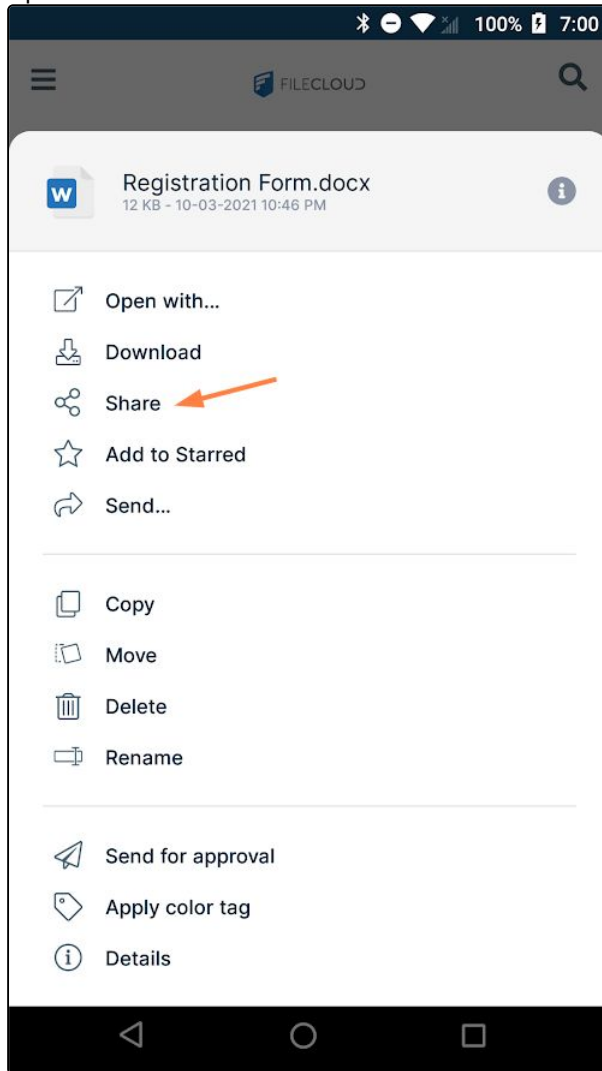 100% 7:00
FILECLOUD
W
Registration Form.docx
12 KB - 10-03-2021 10:46 PM
Open with...
Download
Share
Add to Starred
Send...
Copy
Move
Delete
Rename
Send for approval
Apply color tag
Details